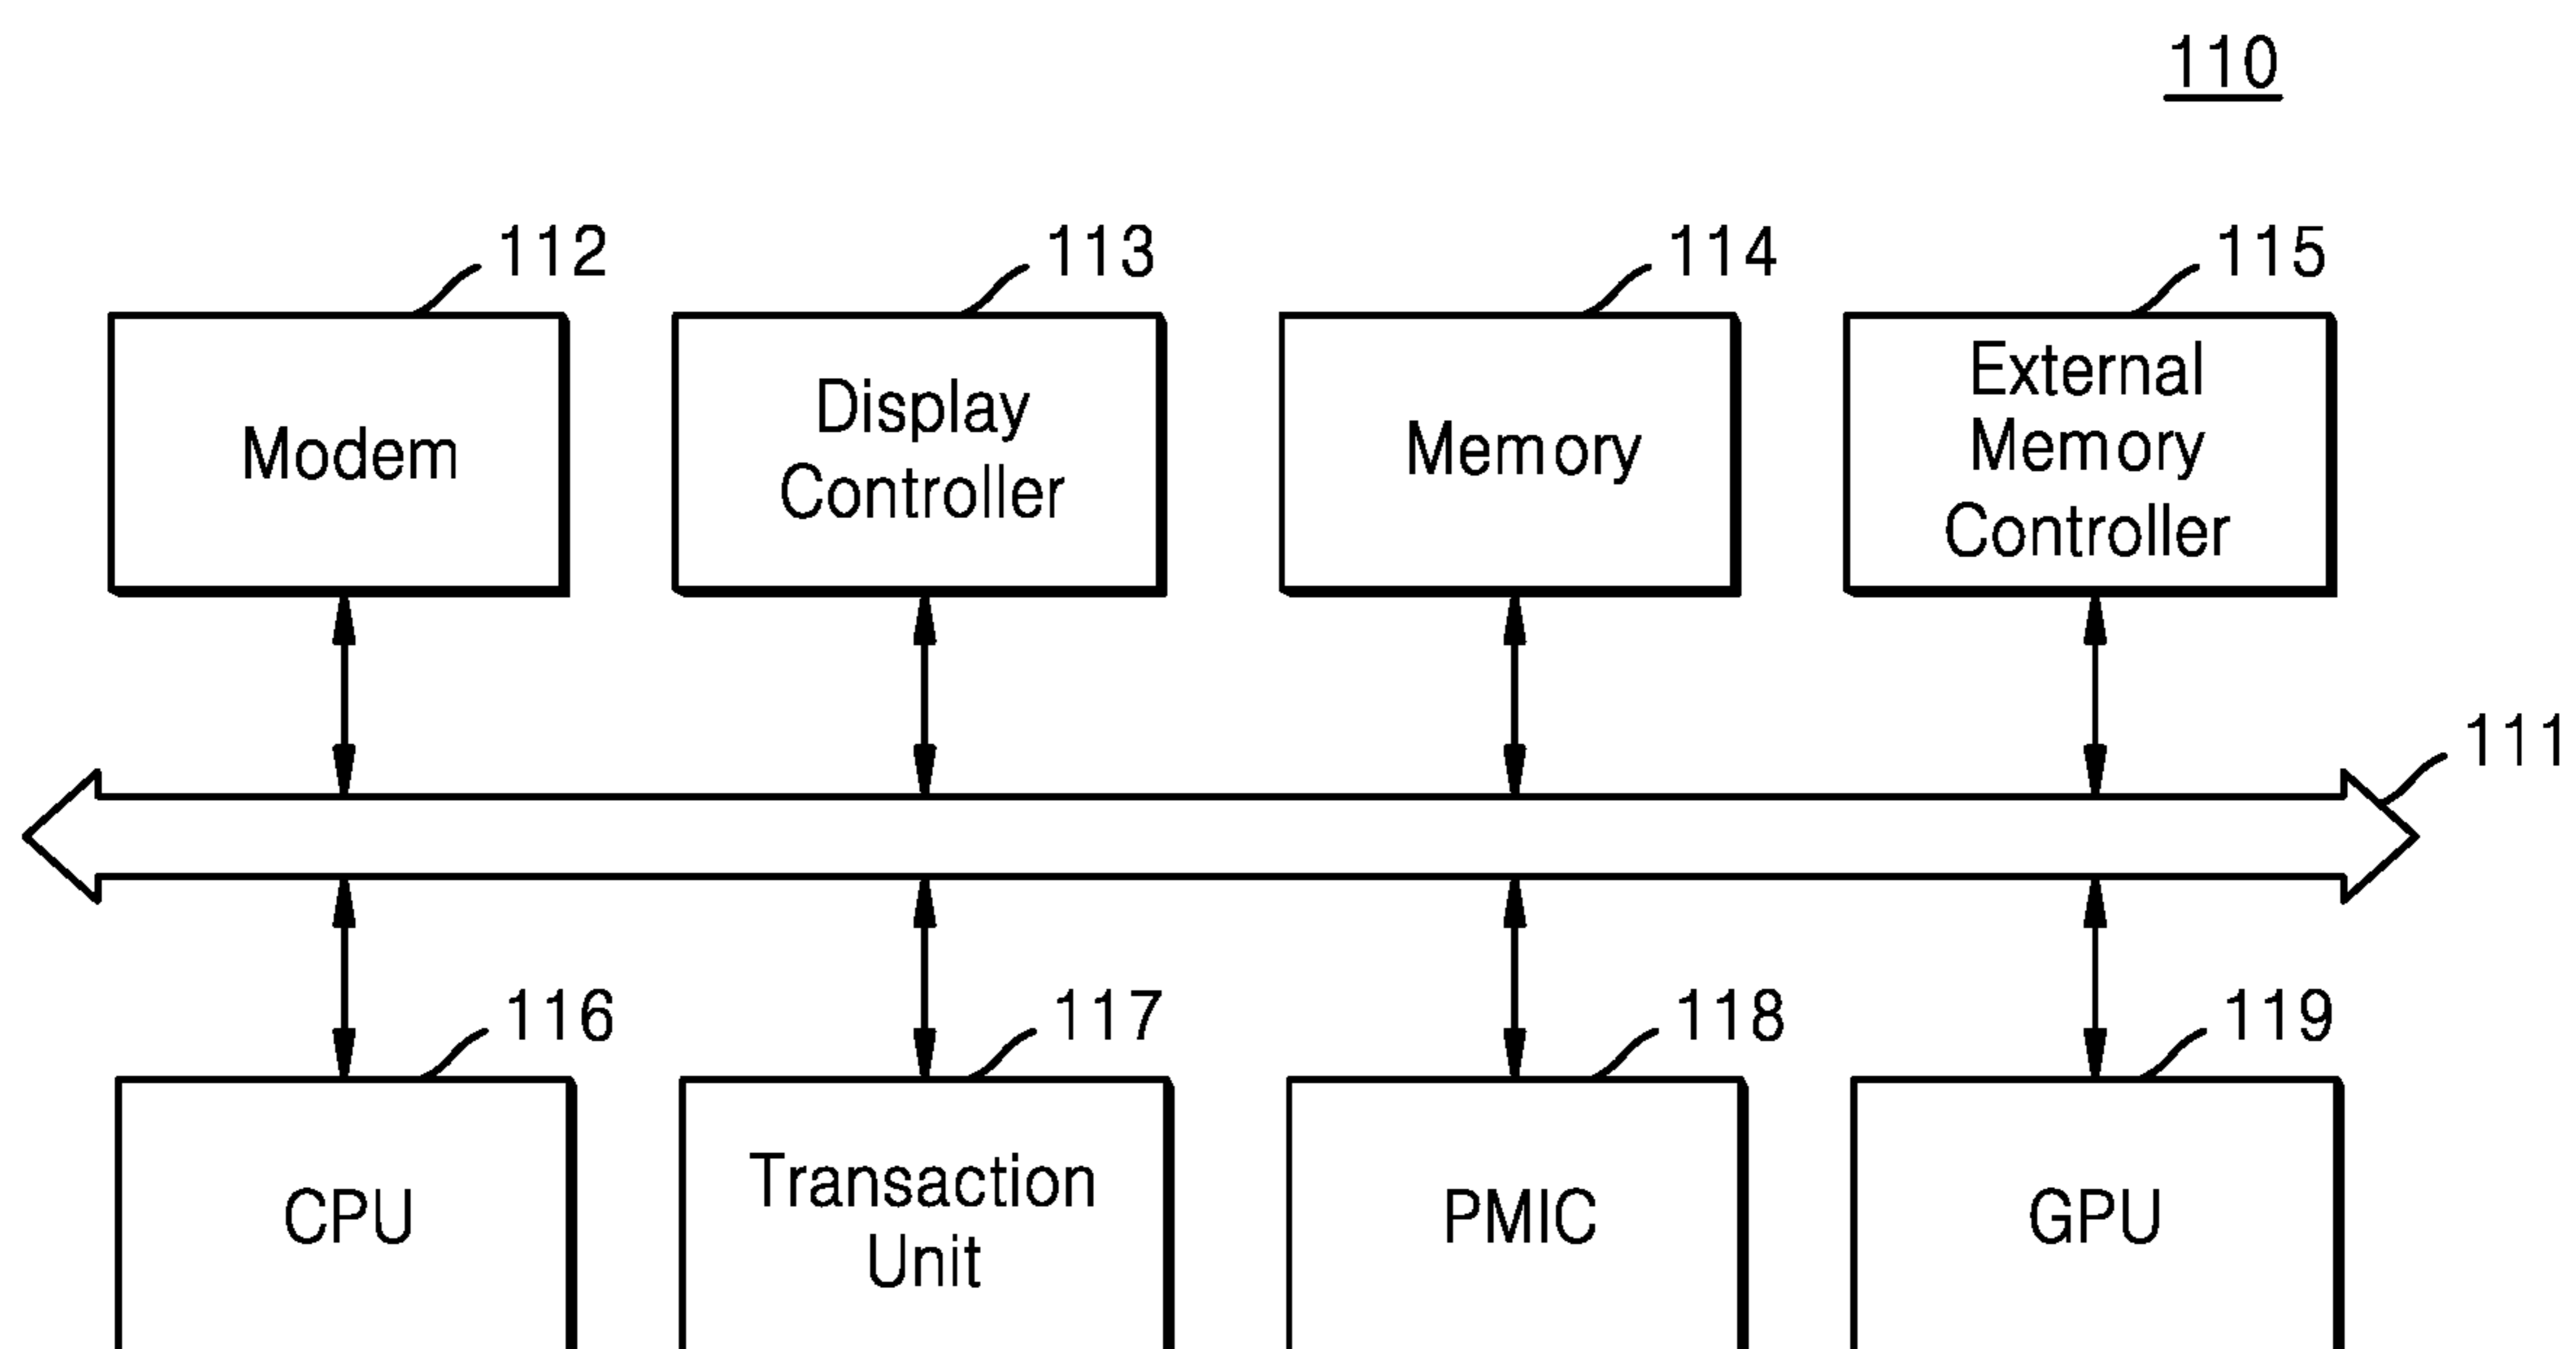 110
112
113
114
115
Modem
Display
Controller
Memory
External
Memory
Controller
111
116
117
118
119
CPU
Transaction
Unit
PMIC
GPU